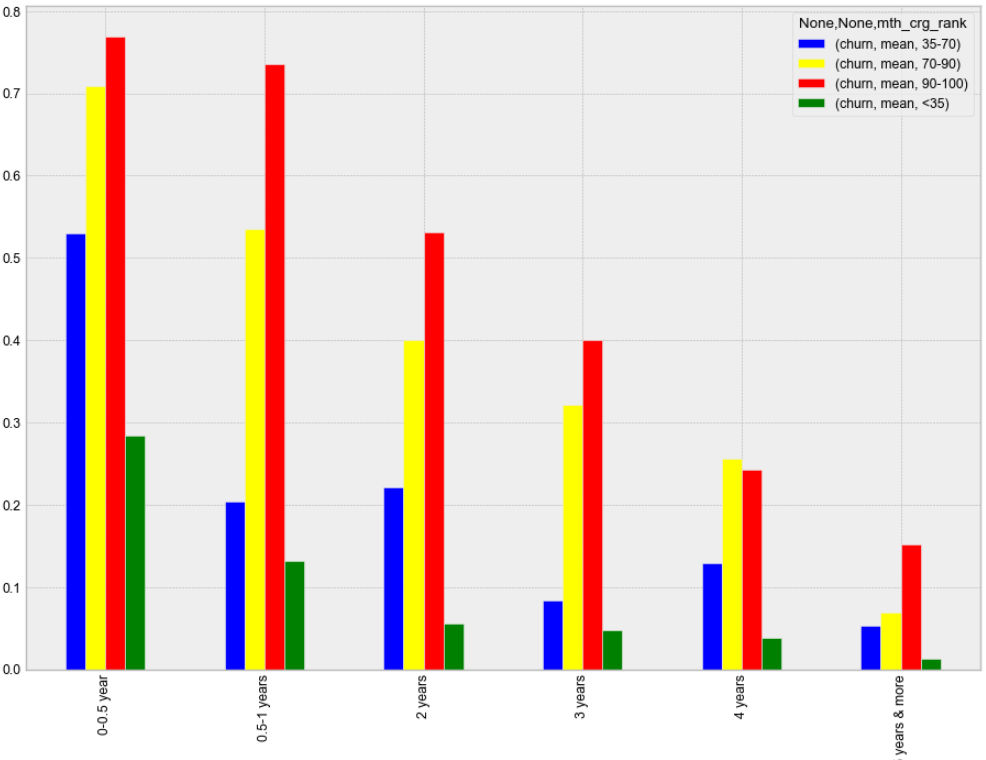 0.8
0.7
0.6
0.5
0.4
0.3
0.2
0.1
0.0
None,None,mth_crg_rank
(churn, mean, 35-70)
(churn, mean, 70-90)
(churn, mean, 90-100)
(churn, mean, <35)
0-0.5 year
0.5-1 years
2 years
3 years
4 years
years & more